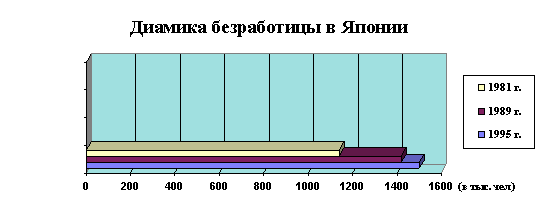 Диамика безработицы в Японии
1981 г.
1989 г.
1995 г.
0 200 400 600 800 1000 1200 1400 1600 (в тыс. чел)